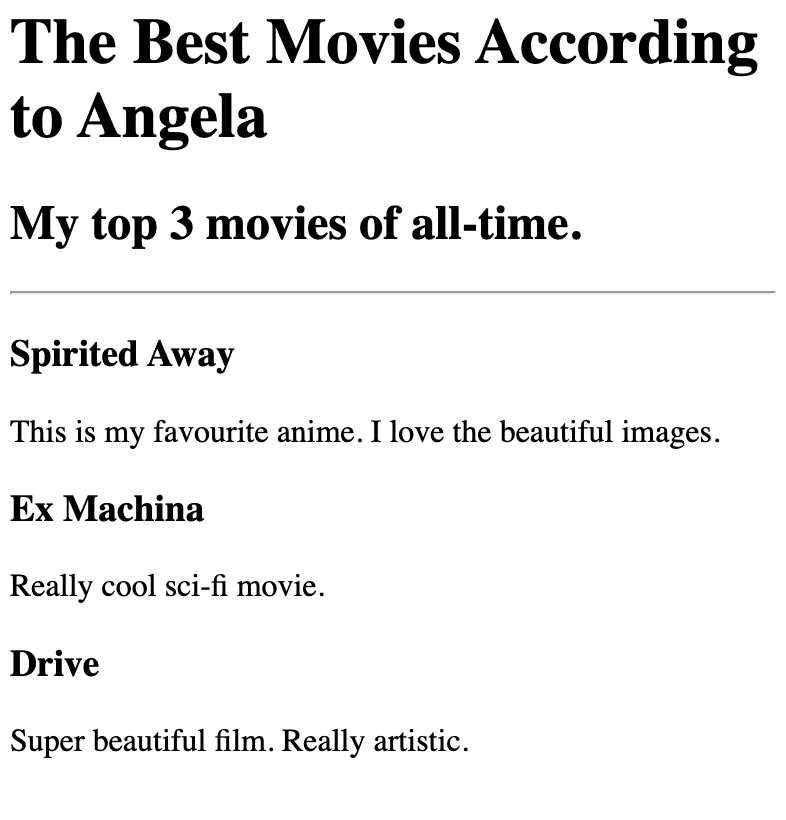 The Best Movies According
to Angela
My top 3 movies of all-time.
Spirited Away
This is my favourite anime. I love the beautiful images.
Ex Machina
Really cool sci-fi movie.
Drive
Super beautiful film. Really artistic.